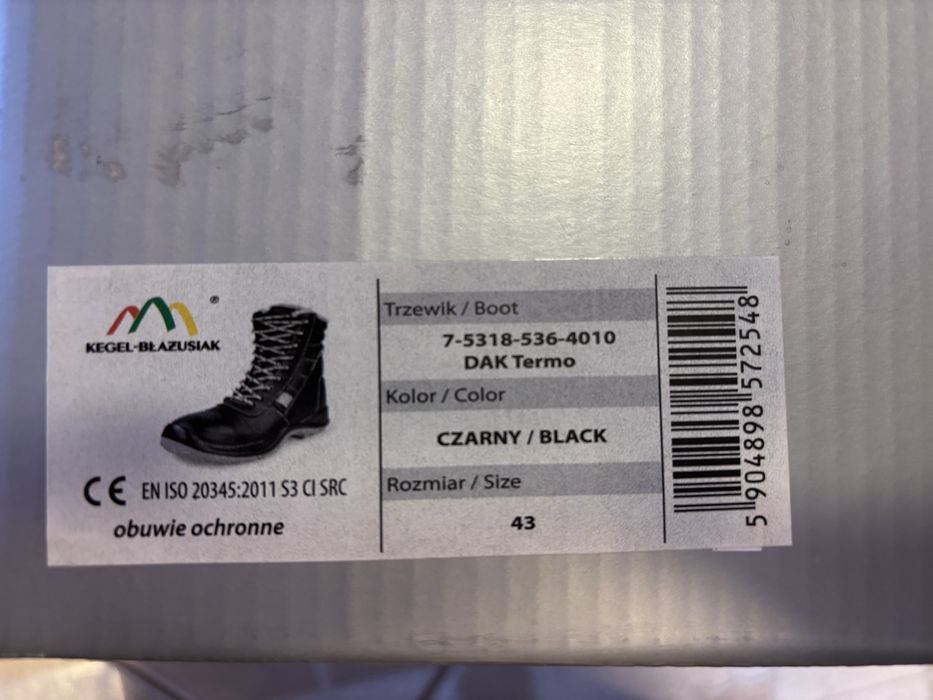 ®
KEGEL-BŁAZUSIAK
CE EN ISO 20345:2011 S3 CI SRC
obuwie ochronne
Trzewik / Boot
7-5318-536-4010
DAK Termo
Kolor / Color
CZARNY / BLACK
Rozmiar / Size
43
5 904898 572548